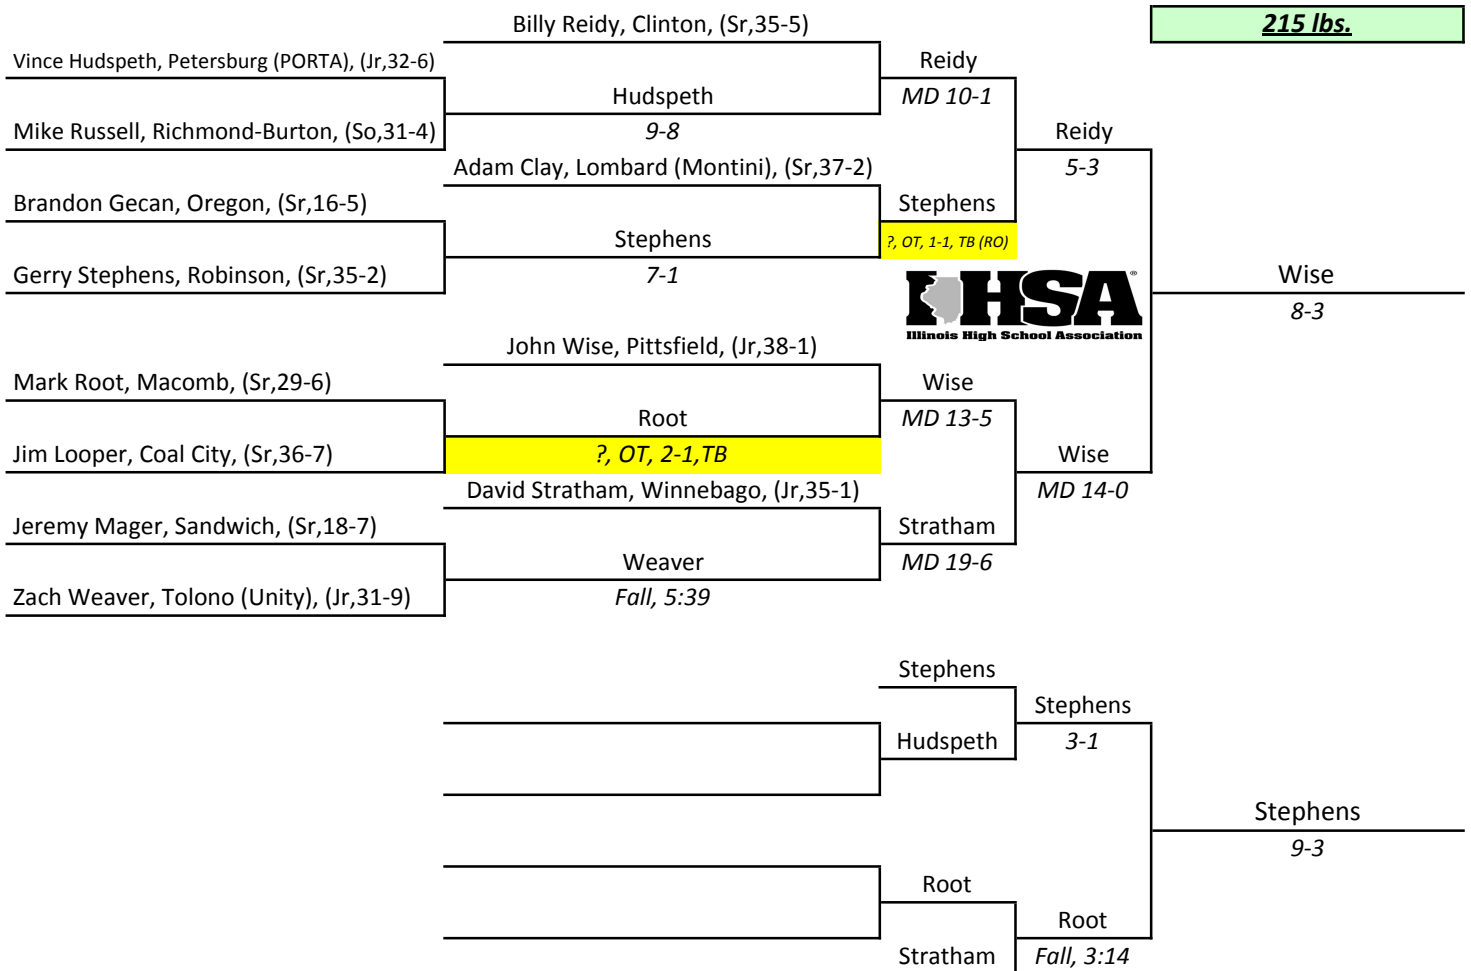 Billy Reidy, Clinton, (Sr,35-5)
215 lbs.
Vince Hudspeth, Petersburg (PORTA), (Jr,32-6)
Reidy
Hudspeth
MD 10-1
Mike Russell, Richmond-Burton, (So,31-4)
9-8
Reidy
Adam Clay, Lombard (Montini), (Sr,37-2)
5-3
Brandon Gecan, Oregon, (Sr,16-5)
Stephens
Stephens
?, OT, 1-1, TB (RO)
Gerry Stephens, Robinson, (Sr,35-2)
7-1
IHSA®
Illinois High School Association
Wise
8-3
John Wise, Pittsfield, (Jr,38-1)
Mark Root, Macomb, (Sr,29-6)
Wise
Root
MD 13-5
Jim Looper, Coal City, (Sr,36-7)
?, OT, 2-1,TB
Wise
David Stratham, Winnebago, (Jr,35-1)
MD 14-0
Jeremy Mager, Sandwich, (Sr,18-7)
Stratham
Weaver
MD 19-6
Zach Weaver, Tolono (Unity), (Jr,31-9)
Fall, 5:39
Stephens
Stephens
Hudspeth
3-1
Stephens
9-3
Root
Root
Stratham
Fall, 3:14